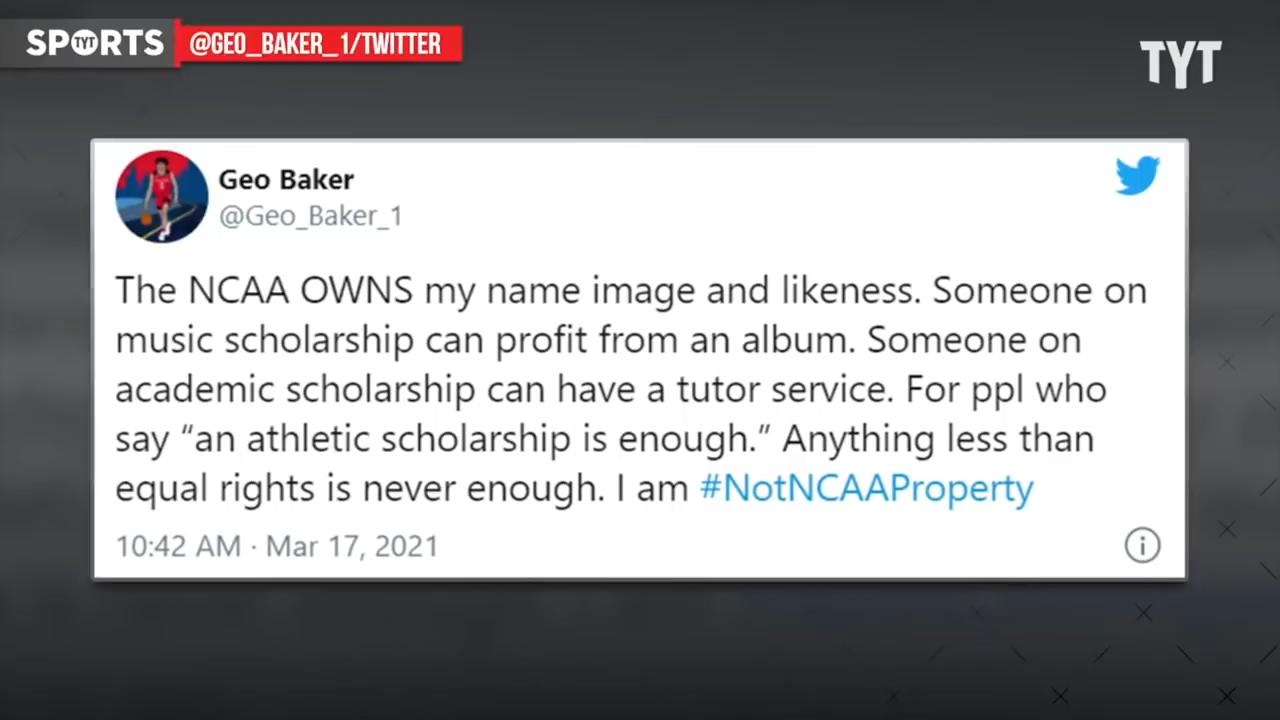 SPORTS
TYT
@GEO_BAKER_1/TWITTER
TYT
Geo Baker
@Geo_Baker_1
The NCAA OWNS my name image and likeness. Someone on
music scholarship can profit from an album. Someone on
academic scholarship can have a tutor service. For ppl who
say “an athletic scholarship is enough.” Anything less than
equal rights is never enough. I am #NotNCAAProperty
10:42 AM · Mar 17, 2021